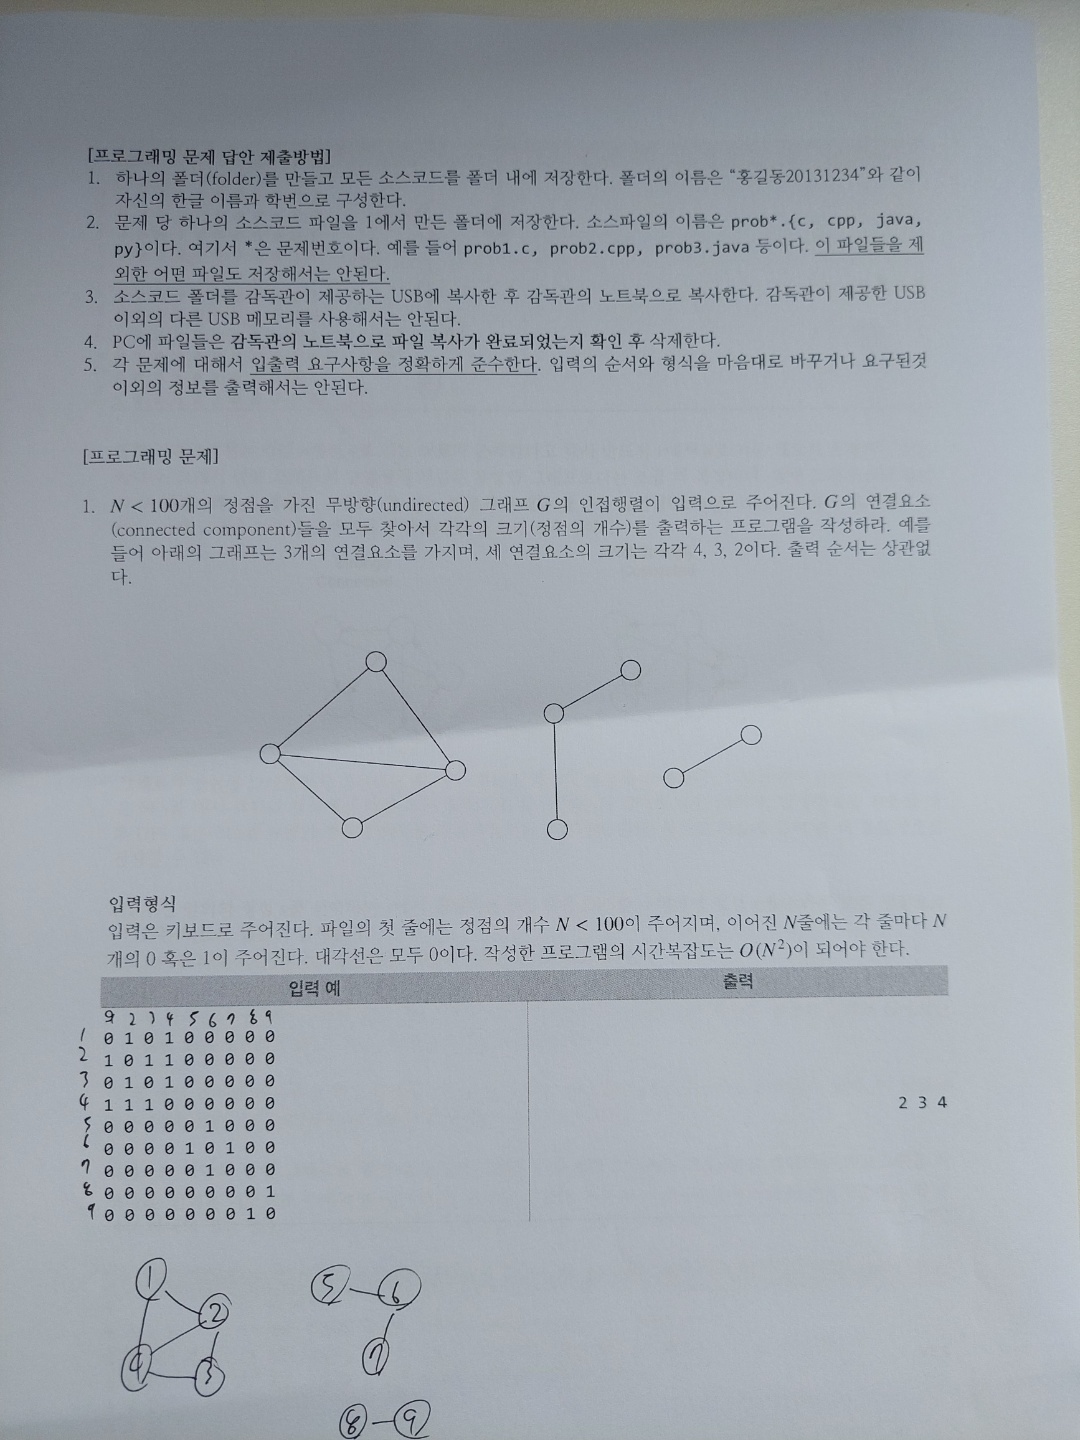 [프로그래밍 문제 답안 제출방법]
1. 하나의 폴더(folder)를 만들고 모든 소스코드를 폴더 내에 저장한다. 폴더의 이름은 “홍길동20131234”와 같이
자신의 한글 이름과 학번으로 구성한다.
2. 문제 당 하나의 소스코드 파일을 1에서 만든 폴더에 저장한다. 소스파일의 이름은 prob*.{c, cpp, java,
py}이다. 여기서 *은 문제번호이다. 예를 들어 prob1.c, prob2.cpp, prob3.java 등이다. 이 파일들을 제
외한 어떤 파일도 저장해서는 안된다.
3. 소스코드 폴더를 감독관이 제공하는 USB에 복사한 후 감독관의 노트북으로 복사한다. 감독관이 제공한 USB
이외의 다른 USB 메모리를 사용해서는 안된다.
4. PC에 파일들은 감독관의 노트북으로 파일 복사가 완료되었는지 확인 후 삭제한다.
5. 각 문제에 대해서 입출력 요구사항을 정확하게 준수한다. 입력의 순서와 형식을 마음대로 바꾸거나 요구된것
이외의 정보를 출력해서는 안된다.
[프로그래밍 문제]
1. N < 100개의 정점을 가진 무방향(undirected) 그래프 G의 인접행렬이 입력으로 주어진다. G의 연결요소
(connected component)들을 모두 찾아서 각각의 크기(정점의 개수)를 출력하는 프로그램을 작성하라. 예를
들어 아래의 그래프는 3개의 연결요소를 가지며, 세 연결요소의 크기는 각각 4, 3, 2이다. 출력 순서는 상관없
다.
입력형식
입력은 키보드로 주어진다. 파일의 첫 줄에는 정점의 개수 N < 100이 주어지며, 이어진 N줄에는 각 줄마다 N
개의 0 혹은 1이 주어진다. 대각선은 모두 0이다. 작성한 프로그램의 시간복잡도는 O(N²)이 되어야 한다.
입력 예 출력
9 2 3 4 5 6 7 8 9
1 0 1 0 1 0 0 0 0 0
2 1 0 1 1 0 0 0 0 0
3 0 1 0 1 0 0 0 0 0
4 1 1 1 0 0 0 0 0 0 2 3 4
5 0 0 0 0 0 1 0 0 0
6 0 0 0 0 1 0 1 0 0
7 0 0 0 0 0 1 0 0 0
8 0 0 0 0 0 0 0 0 1
9 0 0 0 0 0 0 0 1 0
1 5 6
2
4 3 7
8 9